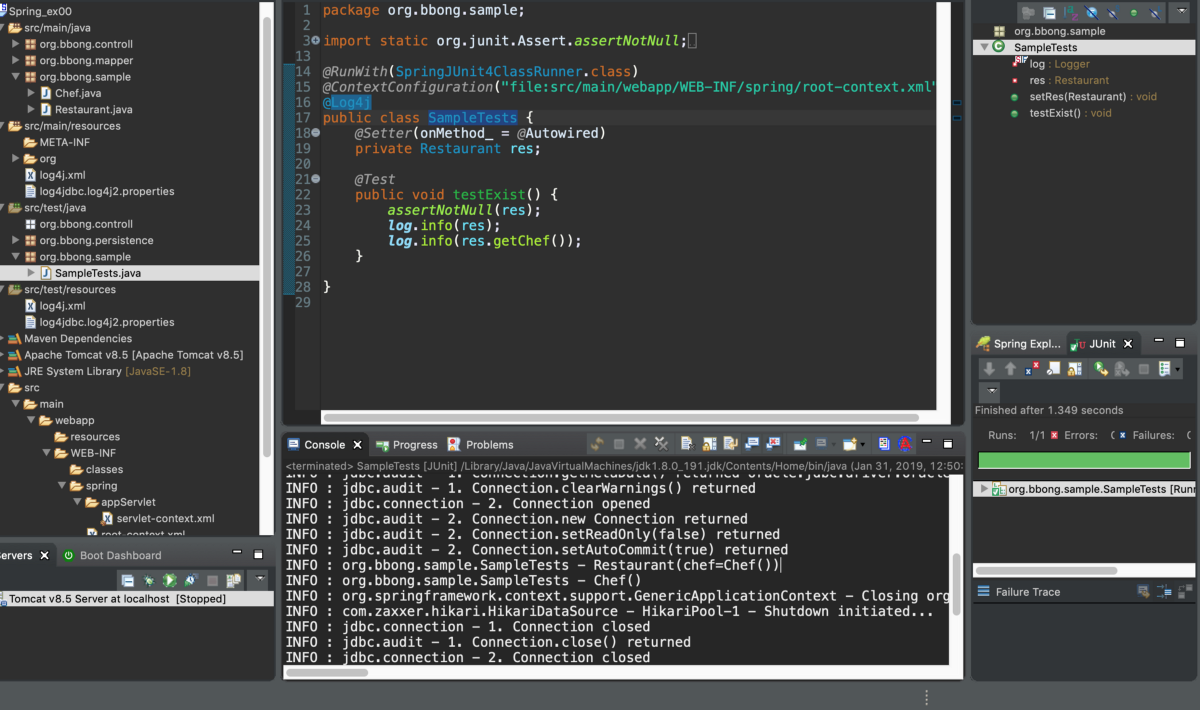 Spring_ex00
src/main/java
org.bbong.controll
org.bbong.mapper
org.bbong.sample
Chef.java
Restaurant.java
src/main/resources
META-INF
org
log4j.xml
log4jdbc.log4j2.properties
src/test/java
org.bbong.controll
org.bbong.persistence
org.bbong.sample
SampleTests.java
src/test/resources
log4j.xml
log4jdbc.log4j2.properties
Maven Dependencies
Apache Tomcat v8.5 [Apache Tomcat v8.5]
JRE System Library [JavaSE-1.8]
src
main
webapp
resources
WEB-INF
classes
spring
appServlet
servlet-context.xml
root-context.xml
ervers
Boot Dashboard
Tomcat v8.5 Server at localhost [Stopped]
1 package org.bbong.sample;
2
3 import static org.junit.Assert.assertNotNull;
13
14 @RunWith(SpringJUnit4ClassRunner.class)
15 @ContextConfiguration("file:src/main/webapp/WEB-INF/spring/root-context.xml"
16 @Log4j
17 public class SampleTests {
18 @Setter(onMethod_ = @Autowired)
19 private Restaurant res;
20
21 @Test
22 public void testExist() {
23 assertNotNull(res);
24 log.info(res);
25 log.info(res.getChef());
26 }
27
28 }
29
Console
Progress
Problems
<terminated> SampleTests [JUnit] /Library/Java/JavaVirtualMachines/jdk1.8.0_191.jdk/Contents/Home/bin/java (Jan 31, 2019, 12:50:
INFO : jdbc.audit - 1. Connection.getMetaData() returned oracle.jdbc.driver.Oracle
INFO : jdbc.audit - 1. Connection.clearWarnings() returned
INFO : jdbc.connection - 2. Connection opened
INFO : jdbc.audit - 2. Connection.new Connection returned
INFO : jdbc.audit - 2. Connection.setReadOnly(false) returned
INFO : jdbc.audit - 2. Connection.setAutoCommit(true) returned
INFO : org.bbong.sample.SampleTests - Restaurant(chef=Chef())
INFO : org.bbong.sample.SampleTests - Chef()
INFO : org.springframework.context.support.GenericApplicationContext - Closing org
INFO : com.zaxxer.hikari.HikariDataSource - HikariPool-1 - Shutdown initiated...
INFO : jdbc.connection - 1. Connection closed
INFO : jdbc.audit - 1. Connection.close() returned
INFO : jdbc.connection - 2. Connection closed
org.bbong.sample
SampleTests
log : Logger
res : Restaurant
setRes(Restaurant) : void
testExist() : void
Spring Expl...
JUnit
Finished after 1.349 seconds
Runs: 1/1 Errors: Failures:
org.bbong.sample.SampleTests [Runn
Failure Trace